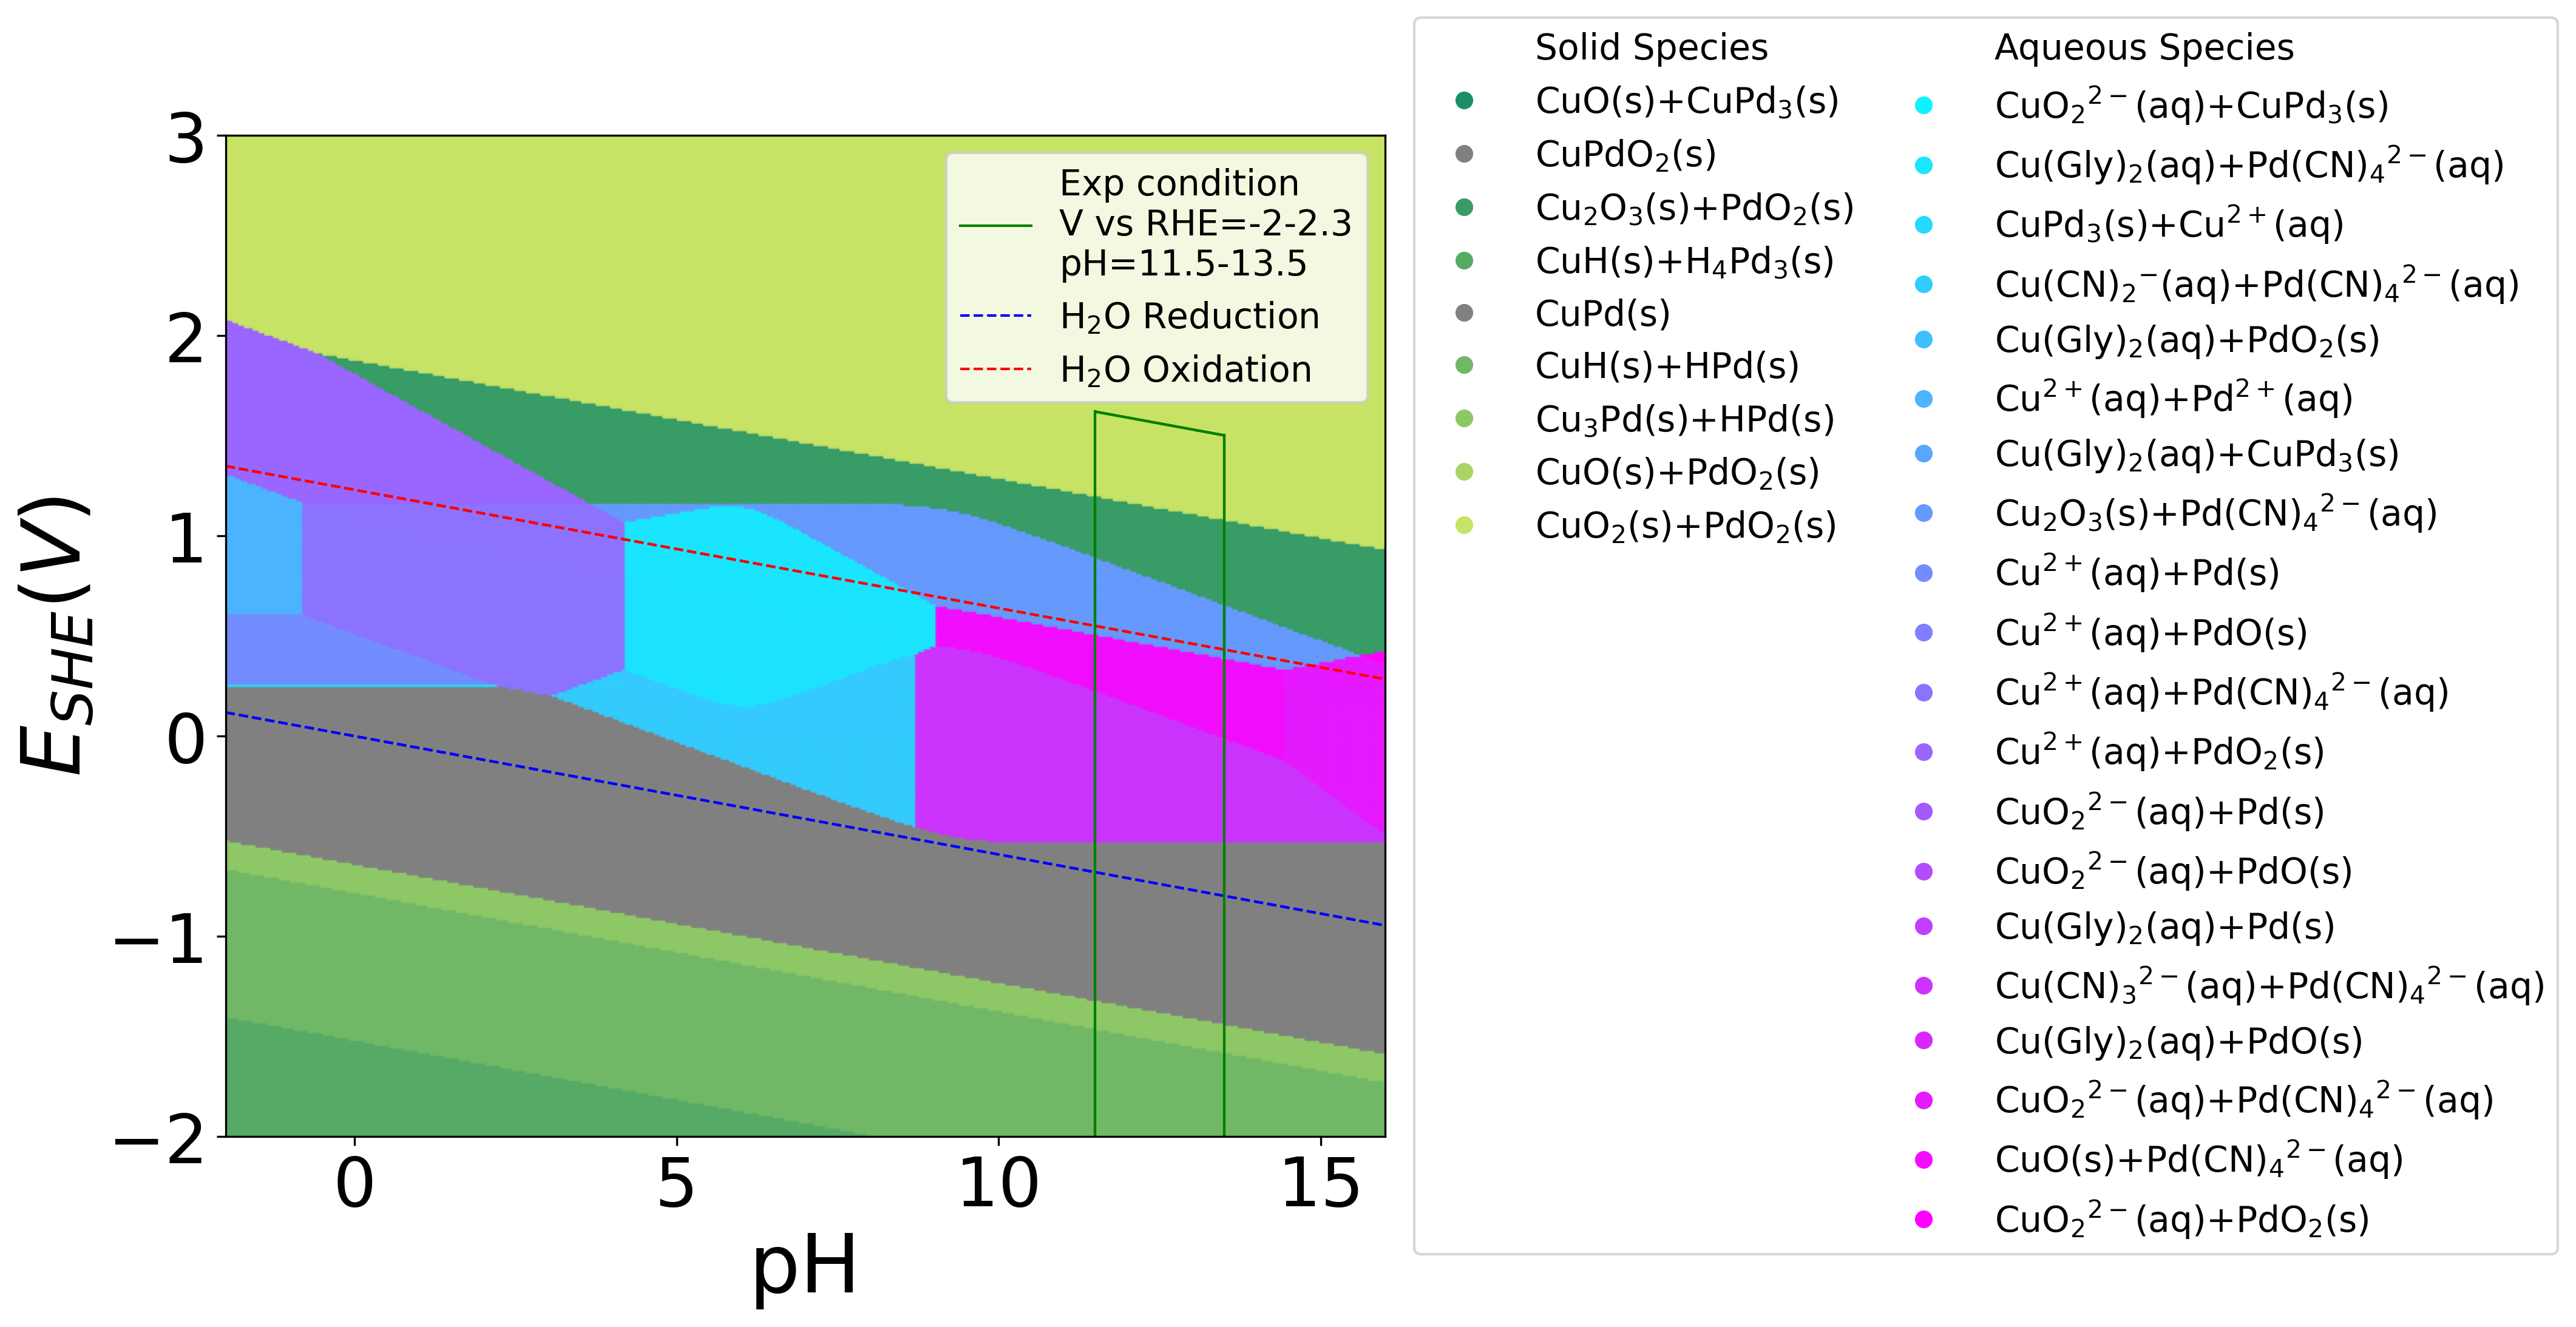 3
2
1
0
−1
−2
E_{SHE}(V)
0 5 10 15
pH
Exp condition
V vs RHE=-2-2.3
pH=11.5-13.5
H₂O Reduction
H₂O Oxidation
Solid Species
CuO(s)+CuPd₃(s)
CuPdO₂(s)
Cu₂O₃(s)+PdO₂(s)
CuH(s)+H₄Pd₃(s)
CuPd(s)
CuH(s)+HPd(s)
Cu₃Pd(s)+HPd(s)
CuO(s)+PdO₂(s)
CuO₂(s)+PdO₂(s)
Aqueous Species
CuO₂²⁻(aq)+CuPd₃(s)
Cu(Gly)₂(aq)+Pd(CN)₄²⁻(aq)
CuPd₃(s)+Cu²⁺(aq)
Cu(CN)₂⁻(aq)+Pd(CN)₄²⁻(aq)
Cu(Gly)₂(aq)+PdO₂(s)
Cu²⁺(aq)+Pd²⁺(aq)
Cu(Gly)₂(aq)+CuPd₃(s)
Cu₂O₃(s)+Pd(CN)₄²⁻(aq)
Cu²⁺(aq)+Pd(s)
Cu²⁺(aq)+PdO(s)
Cu²⁺(aq)+Pd(CN)₄²⁻(aq)
Cu²⁺(aq)+PdO₂(s)
CuO₂²⁻(aq)+Pd(s)
CuO₂²⁻(aq)+PdO(s)
Cu(Gly)₂(aq)+Pd(s)
Cu(CN)₃²⁻(aq)+Pd(CN)₄²⁻(aq)
Cu(Gly)₂(aq)+PdO(s)
CuO₂²⁻(aq)+Pd(CN)₄²⁻(aq)
CuO(s)+Pd(CN)₄²⁻(aq)
CuO₂²⁻(aq)+PdO₂(s)